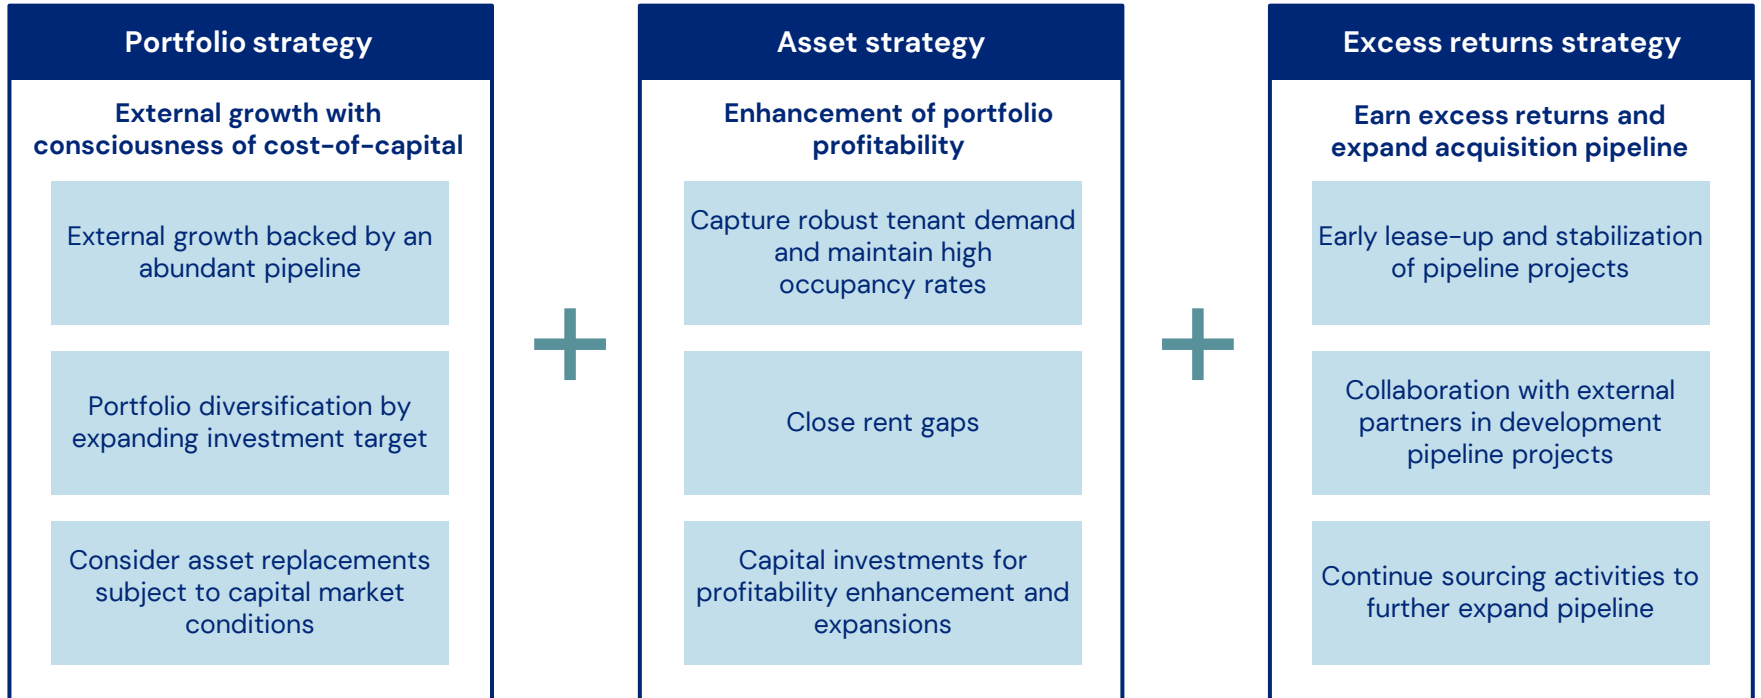 Portfolio strategy
External growth with
consciousness of cost-of-capital
External growth backed by an
abundant pipeline
Portfolio diversification by
expanding investment target
Consider asset replacements
subject to capital market
conditions
Asset strategy
Enhancement of portfolio
profitability
Capture robust tenant demand
and maintain high
occupancy rates
Close rent gaps
Capital investments for
profitability enhancement and
expansions
Excess returns strategy
Earn excess returns and
expand acquisition pipeline
Early lease-up and stabilization
of pipeline projects
Collaboration with external
partners in development
pipeline projects
Continue sourcing activities to
further expand pipeline